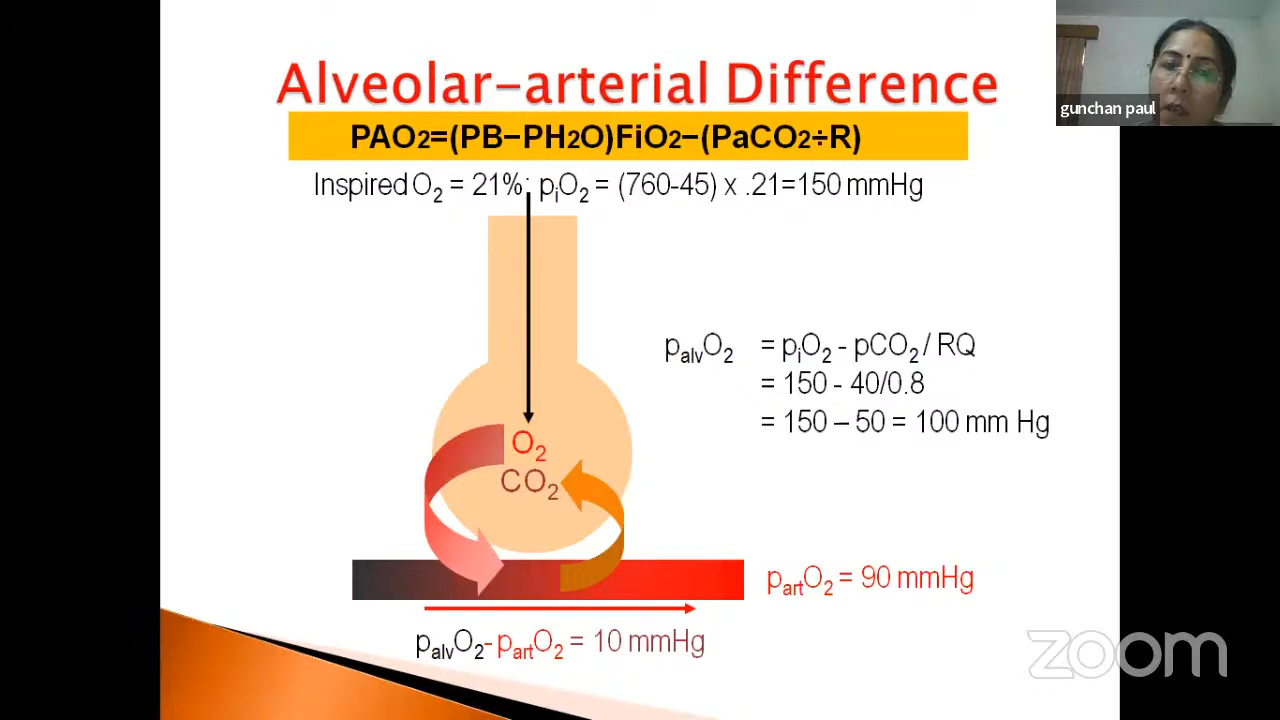 Alveolar-arterial Difference
gunchan paul
PAO2=(PB−PH2O)FiO2−(PaCO2÷R)
Inspired O2 = 21%; piO2 = (760-45) x .21=150 mmHg
palvO2 = piO2 - pCO2 / RQ
= 150 - 40/0.8
= 150 – 50 = 100 mm Hg
O2
CO2
partO2 = 90 mmHg
palvO2- partO2 = 10 mmHg
zoom